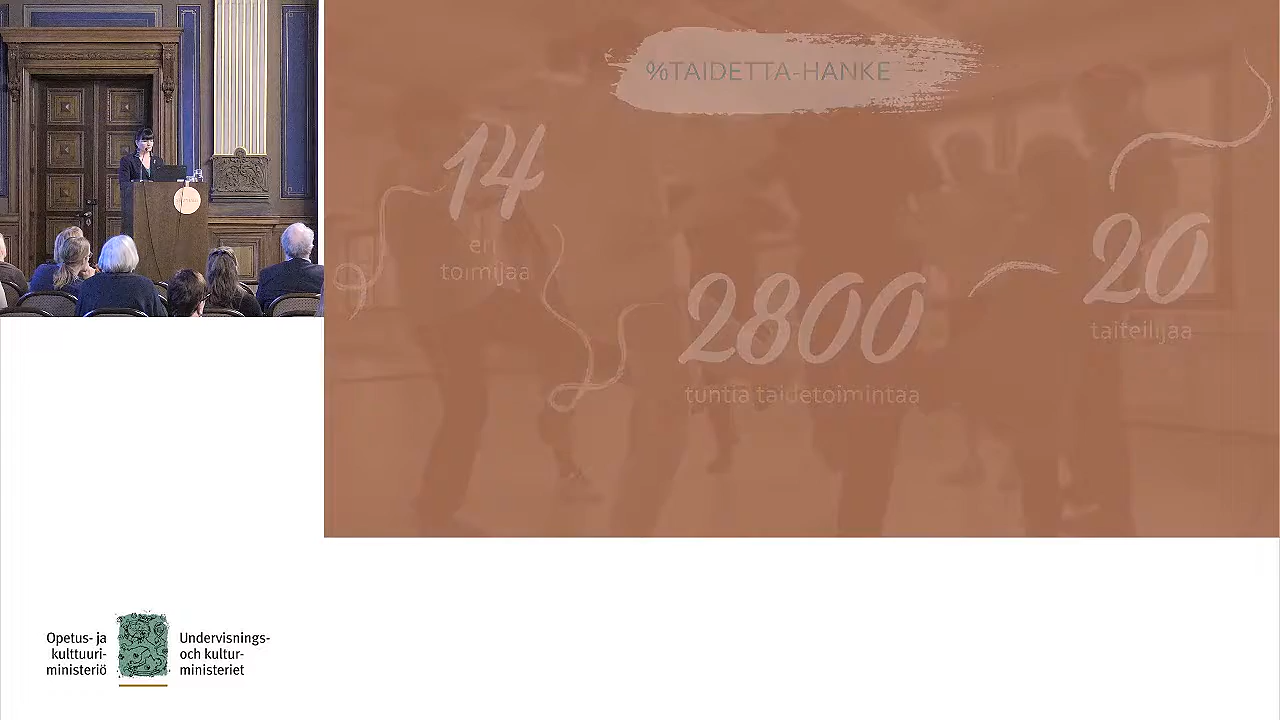 %TAIDETTA-HANKE
14
eri
toimijaa
2800
tuntia taidetoimintaa
20
taiteilijaa
Opetus- ja
kulttuuri-
ministeriö
Undervisnings-
och kultur-
ministeriet